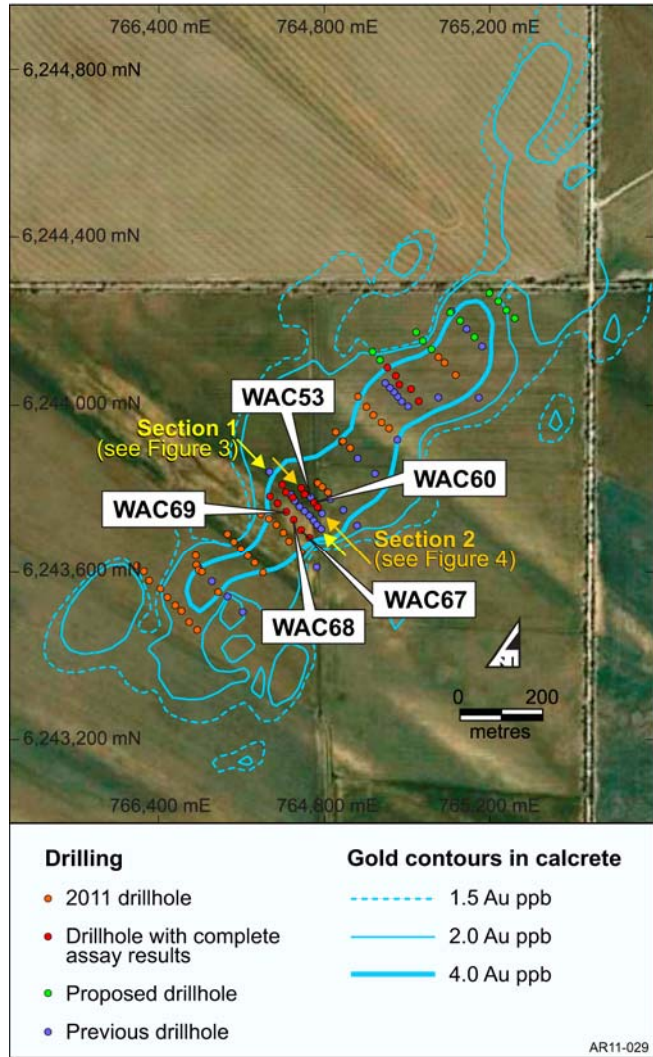 766,400 mE 764,800 mE 765,200 mE
6,244,800 mN
6,244,400 mN
6,244,000 mN
WAC53
Section 1
(see Figure 3)
WAC60
WAC69
Section 2
(see Figure 4)
6,243,600 mN
WAC67
WAC68
0 200
metres
6,243,200 mN
766,400 mE 764,800 mE 765,200 mE
Drilling
2011 drillhole
Drillhole with complete
assay results
Proposed drillhole
Previous drillhole
Gold contours in calcrete
1.5 Au ppb
2.0 Au ppb
4.0 Au ppb
AR11-029